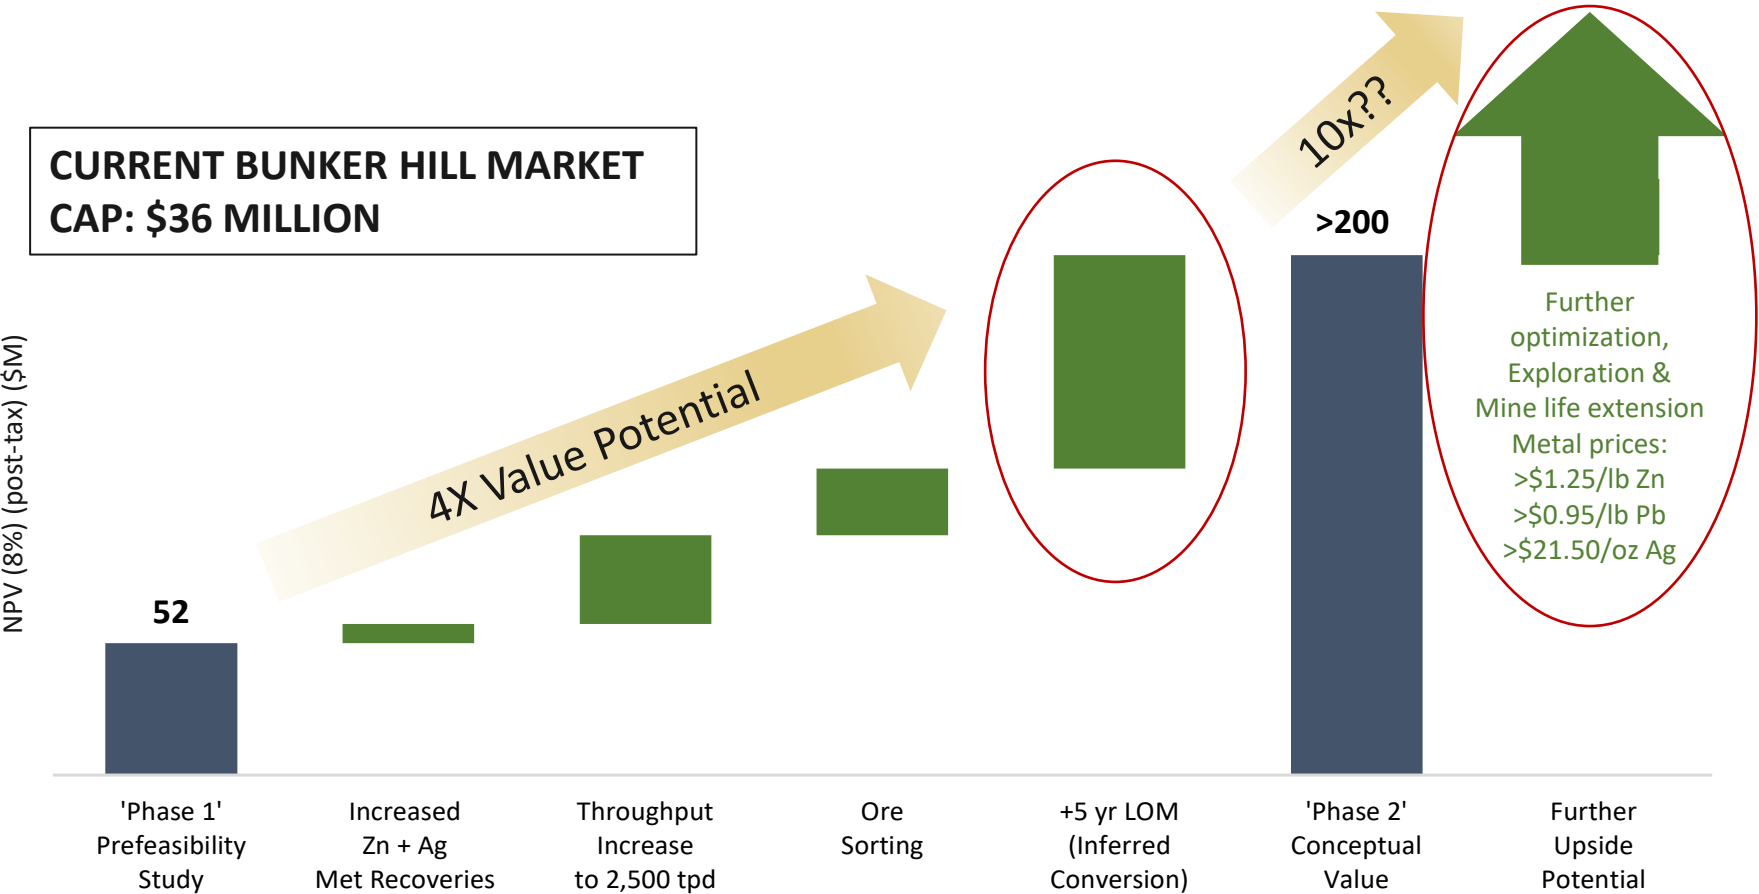 CURRENT BUNKER HILL MARKET
CAP: $36 MILLION
NPV (8%) (post-tax) ($M)
4X Value Potential
10x??
52
>200
Further
optimization,
Exploration &
Mine life extension
Metal prices:
>$1.25/lb Zn
>$0.95/lb Pb
>$21.50/oz Ag
'Phase 1'
Prefeasibility
Study
Increased
Zn + Ag
Met Recoveries
Throughput
Increase
to 2,500 tpd
Ore
Sorting
+5 yr LOM
(Inferred
Conversion)
'Phase 2'
Conceptual
Value
Further
Upside
Potential